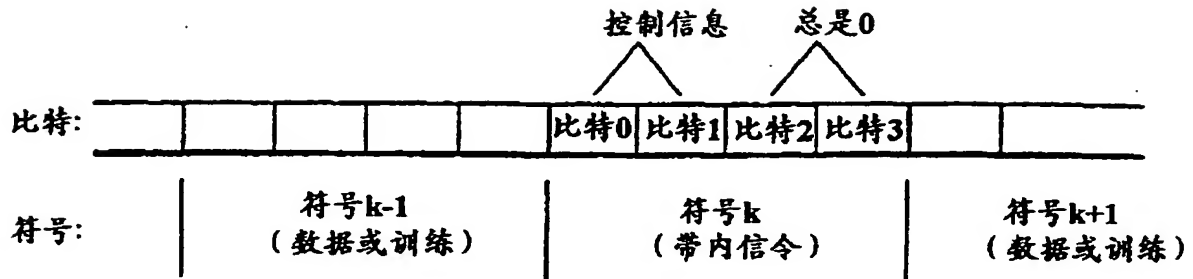 控制信息 总是0
比特: 比特0 比特1 比特2 比特3
符号: 符号k-1 符号k 符号k+1
(数据或训练) (带内信令) (数据或训练)